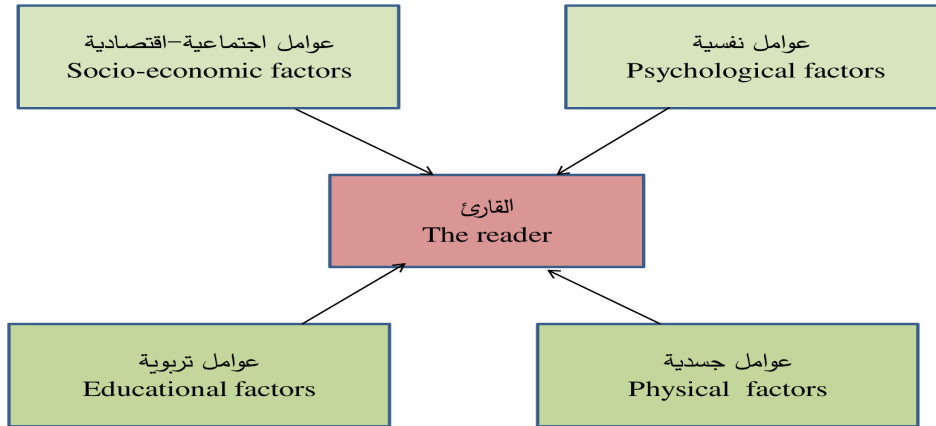 عوامل اجتماعية-اقتصادية
Socio-economic factors
عوامل نفسية
Psychological factors
القارئ
The reader
عوامل تربوية
Educational factors
عوامل جسدية
Physical factors